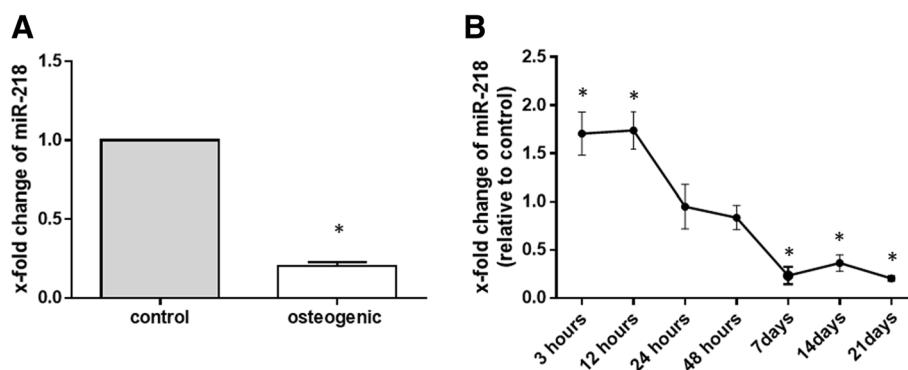 A
x-fold change of miR-218
1.5
1.0
0.5
0.0
*
control
osteogenic
B
x-fold change of miR-218
(relative to control)
2.5
2.0
1.5
1.0
0.5
0.0
* * * * *
3 hours
12 hours
24 hours
48 hours
7days
14days
21days